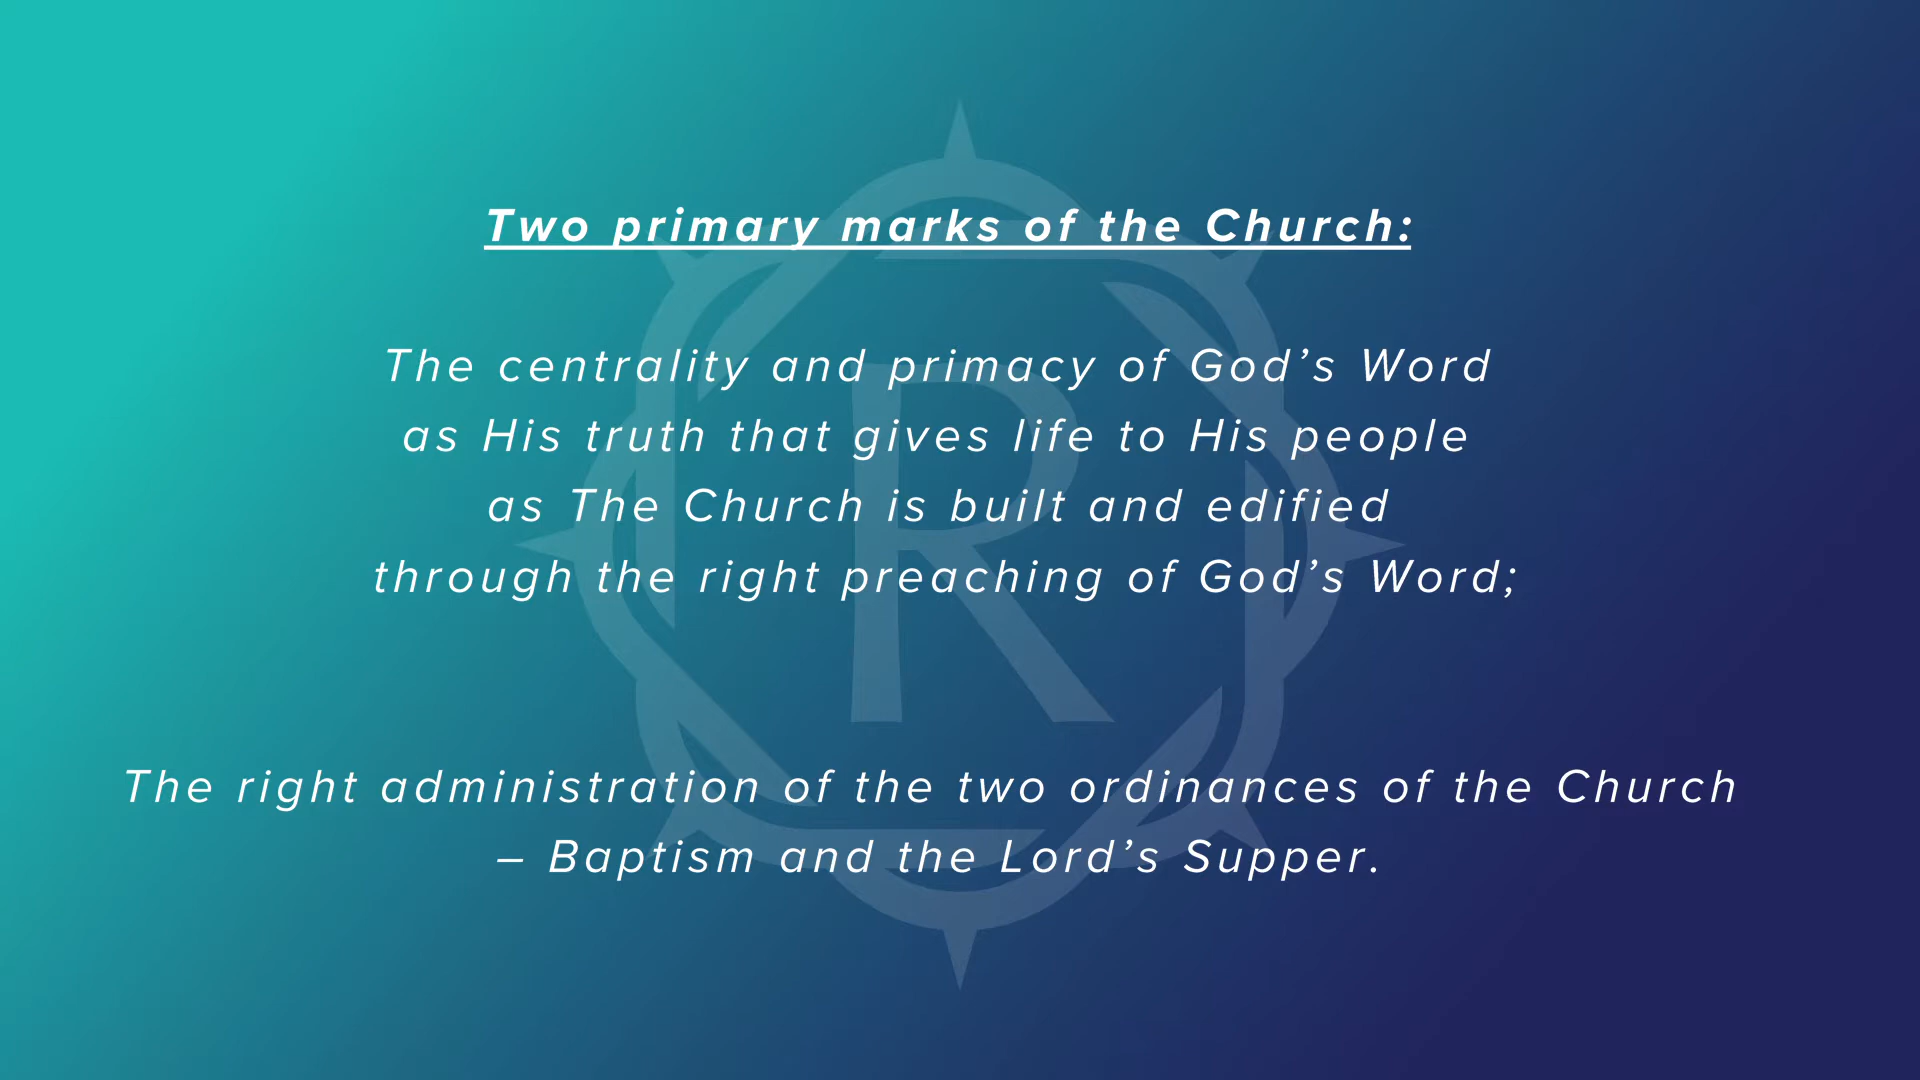 Two primary marks of the Church:
The centrality and primacy of God’s Word
as His truth that gives life to His people
as The Church is built and edified
through the right preaching of God’s Word;
The right administration of the two ordinances of the Church
– Baptism and the Lord’s Supper.
R